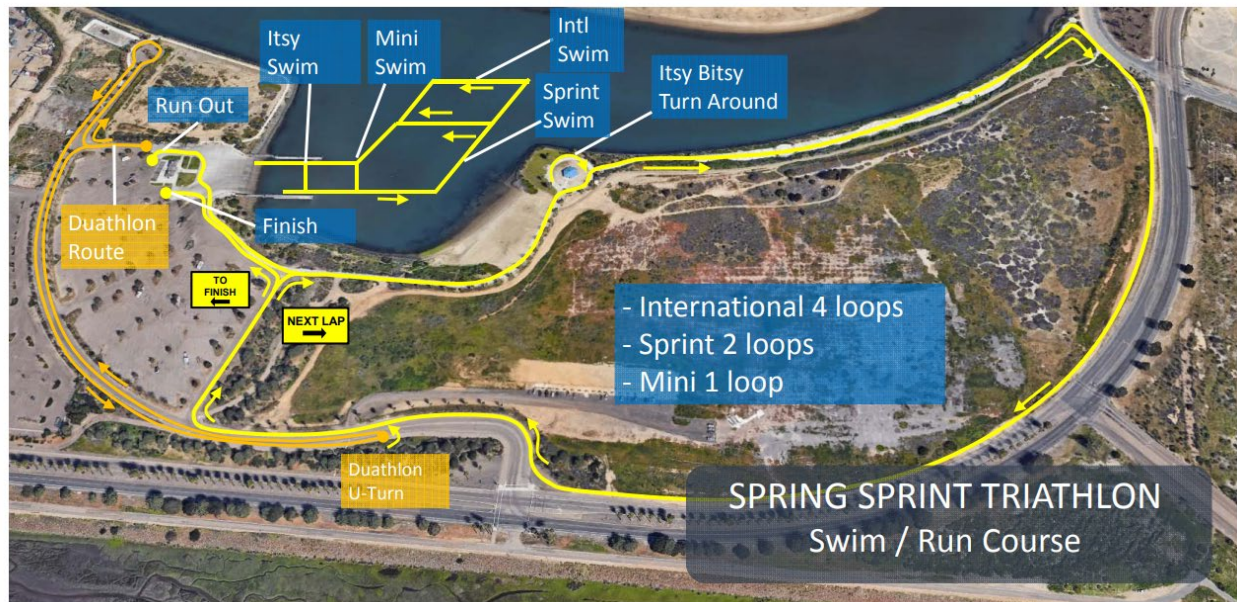 Itsy
Swim
Mini
Swim
Intl
Swim
Sprint
Swim
Itsy Bitsy
Turn Around
Run Out
Duathlon
Route
Finish
TO
FINISH
NEXT LAP
- International 4 loops
- Sprint 2 loops
- Mini 1 loop
Duathlon
U-Turn
SPRING SPRINT TRIATHLON
Swim / Run Course